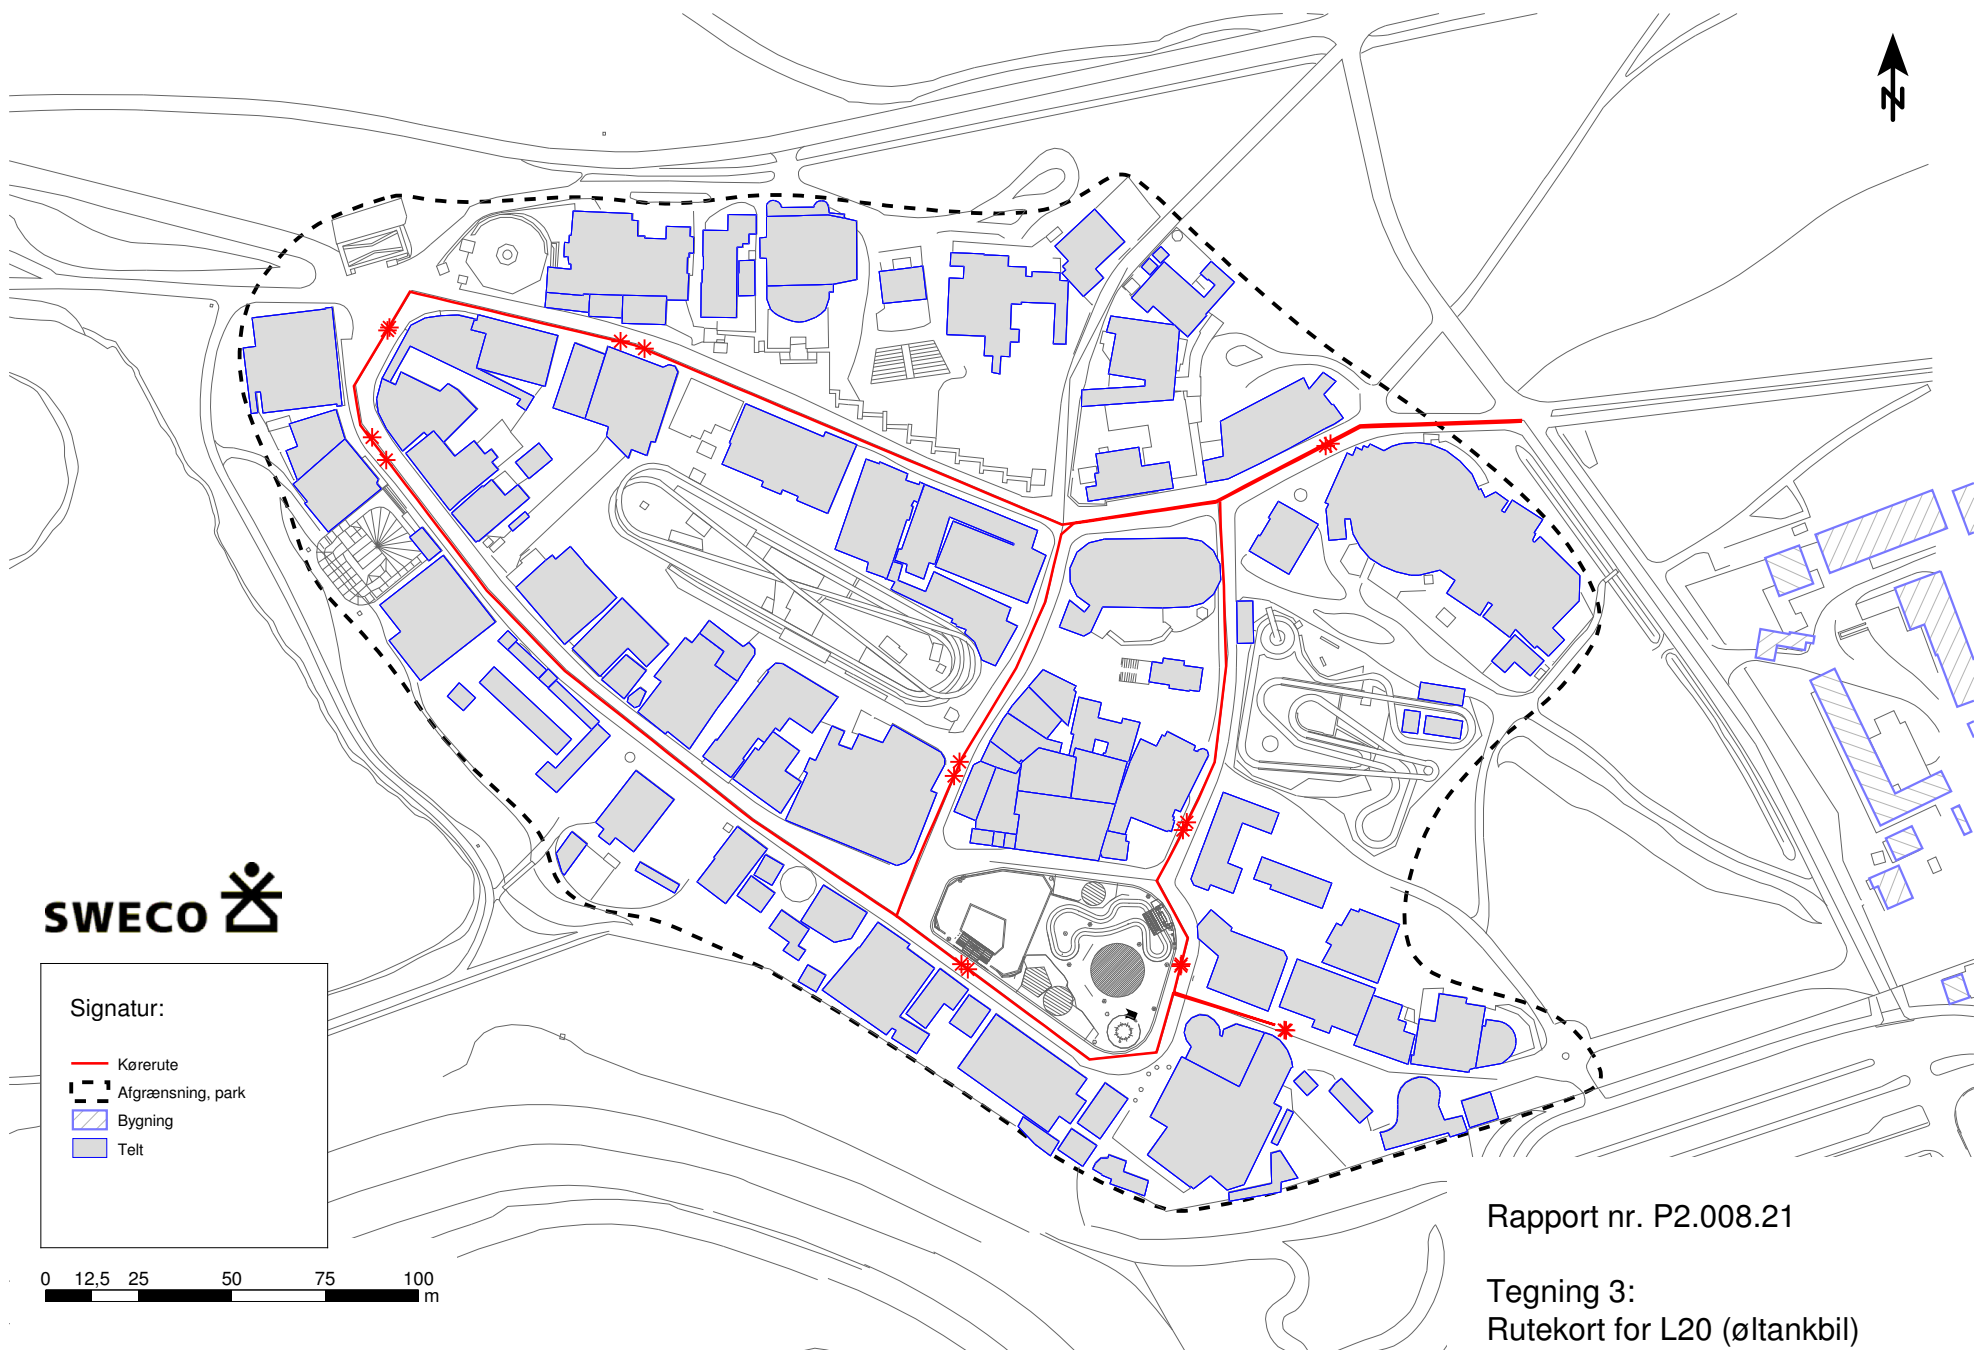 N
SWECO
Signatur:
Kørerute
Afgrænsning, park
Bygning
Telt
0 12,5 25 50 75 100
m
Rapport nr. P2.008.21
Tegning 3:
Rutekort for L20 (øltankbil)